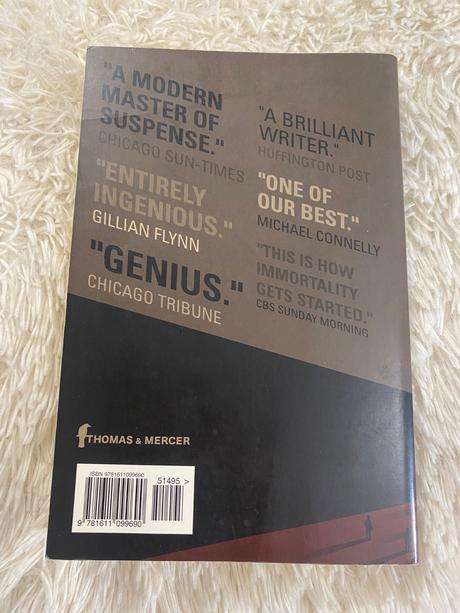 "A MODERN
MASTER OF
SUSPENSE."
CHICAGO SUN-TIMES
"ENTIRELY
INGENIOUS."
GILLIAN FLYNN
"GENIUS."
CHICAGO TRIBUNE
"A BRILLIANT
WRITER."
HUFFINGTON POST
"ONE OF
OUR BEST."
MICHAEL CONNELLY
"THIS IS HOW
IMMORTALITY
GETS STARTED."
CBS SUNDAY MORNING
THOMAS & MERCER
ISBN 9781611099690
51495 >
9 781611 099690